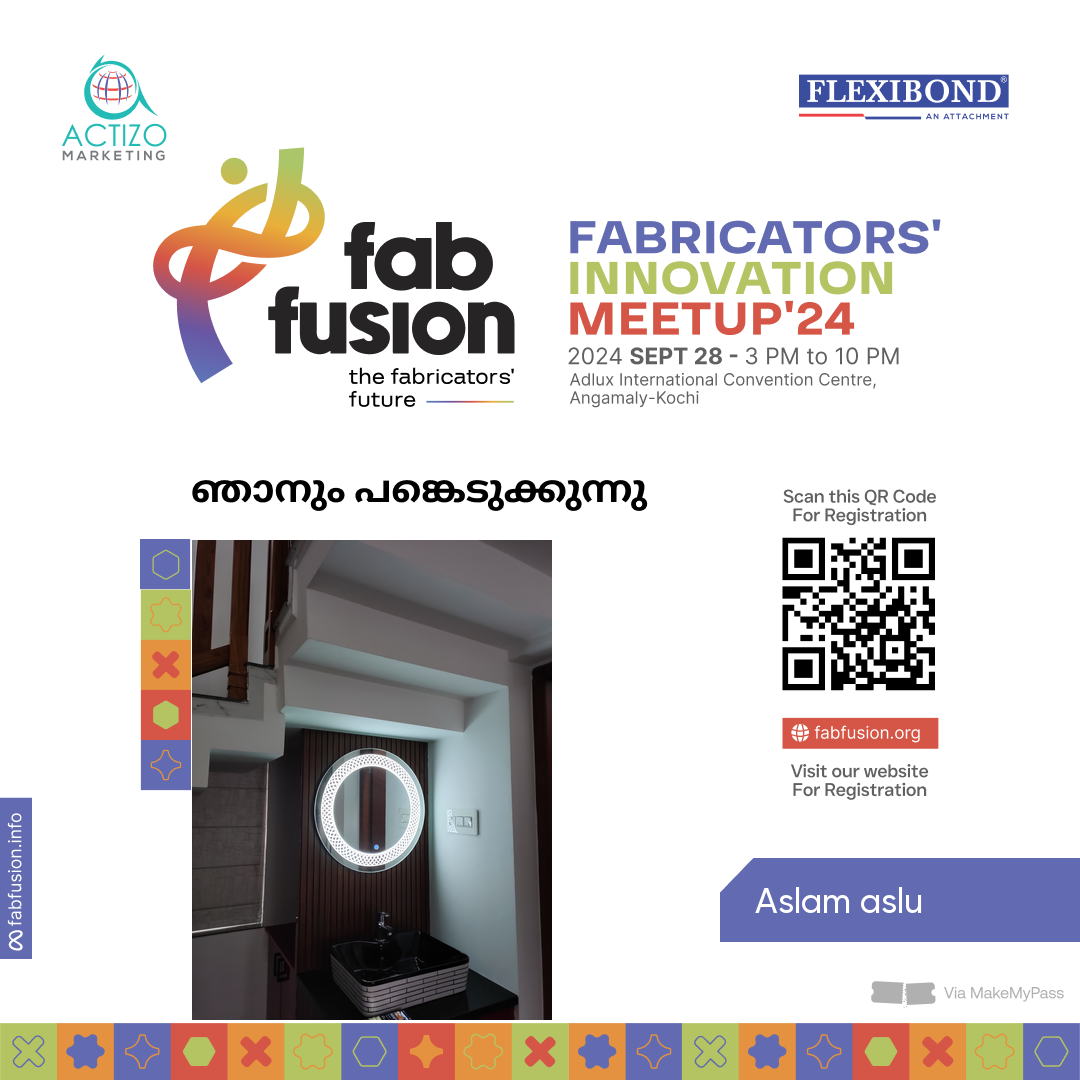 ACTIZO
MARKETING
FLEXIBOND®
AN ATTACHMENT
fab
fusion
the fabricators'
future
FABRICATORS'
INNOVATION
MEETUP'24
2024 SEPT 28 - 3 PM to 10 PM
Adlux International Convention Centre,
Angamaly-Kochi
ഞാനും പങ്കെടുക്കുന്നു
Scan this QR Code
For Registration
fabfusion.org
Visit our website
For Registration
fabfusion.info
Aslam aslu
Via MakeMyPass